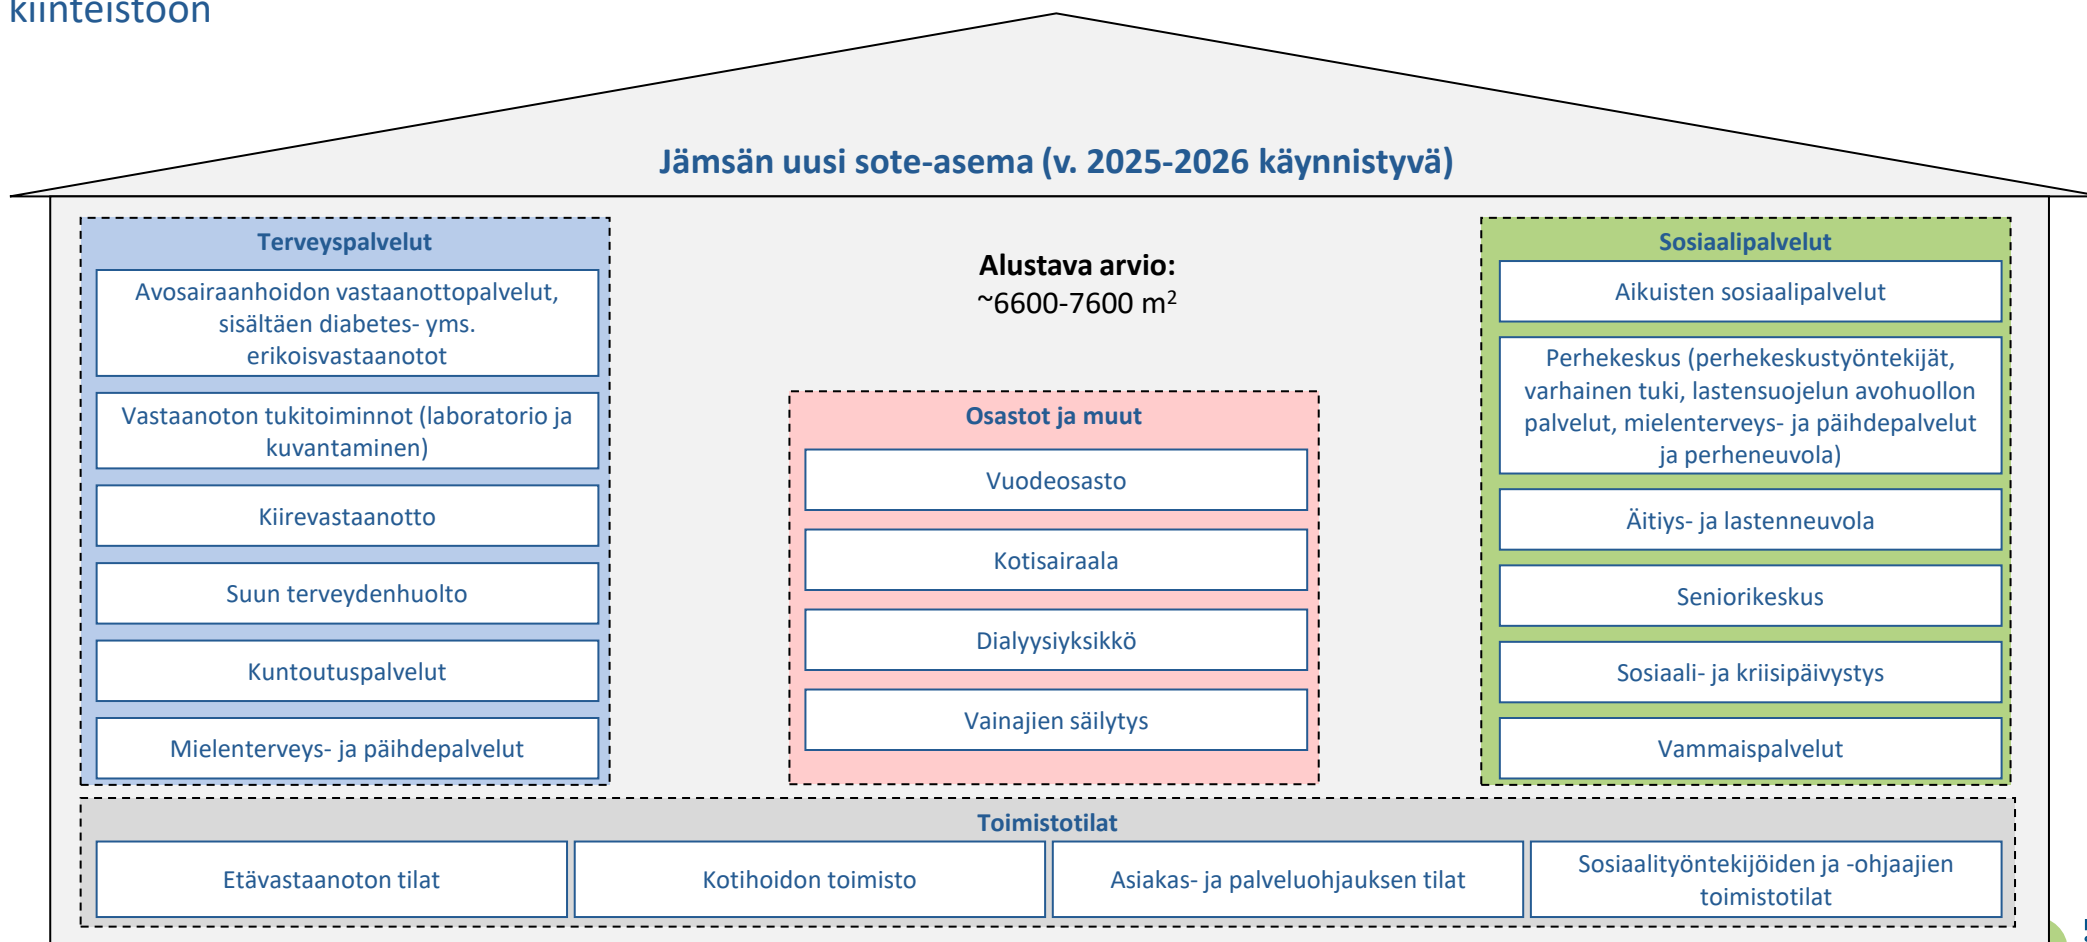 kiinteistöön
Jämsän uusi sote-asema (v. 2025-2026 käynnistyvä)
Terveyspalvelut
Avosairaanhoidon vastaanottopalvelut,
sisältäen diabetes- yms.
erikoisvastaanotot
Vastaanoton tukitoiminnot (laboratorio ja
kuvantaminen)
Kiirevastaanotto
Suun terveydenhuolto
Kuntoutuspalvelut
Mielenterveys- ja päihdepalvelut
Alustava arvio:
~6600-7600 m²
Osastot ja muut
Vuodeosasto
Kotisairaala
Dialyysiyksikkö
Vainajien säilytys
Sosiaalipalvelut
Aikuisten sosiaalipalvelut
Perhekeskus (perhekeskustyöntekijät,
varhainen tuki, lastensuojelun avohuollon
palvelut, mielenterveys- ja päihdepalvelut
ja perheneuvola)
Äitiys- ja lastenneuvola
Seniorikeskus
Sosiaali- ja kriisipäivystys
Vammaispalvelut
Toimistotilat
Etävastaanoton tilat
Kotihoidon toimisto
Asiakas- ja palveluohjauksen tilat
Sosiaalityöntekijöiden ja -ohjaajien
toimistotilat